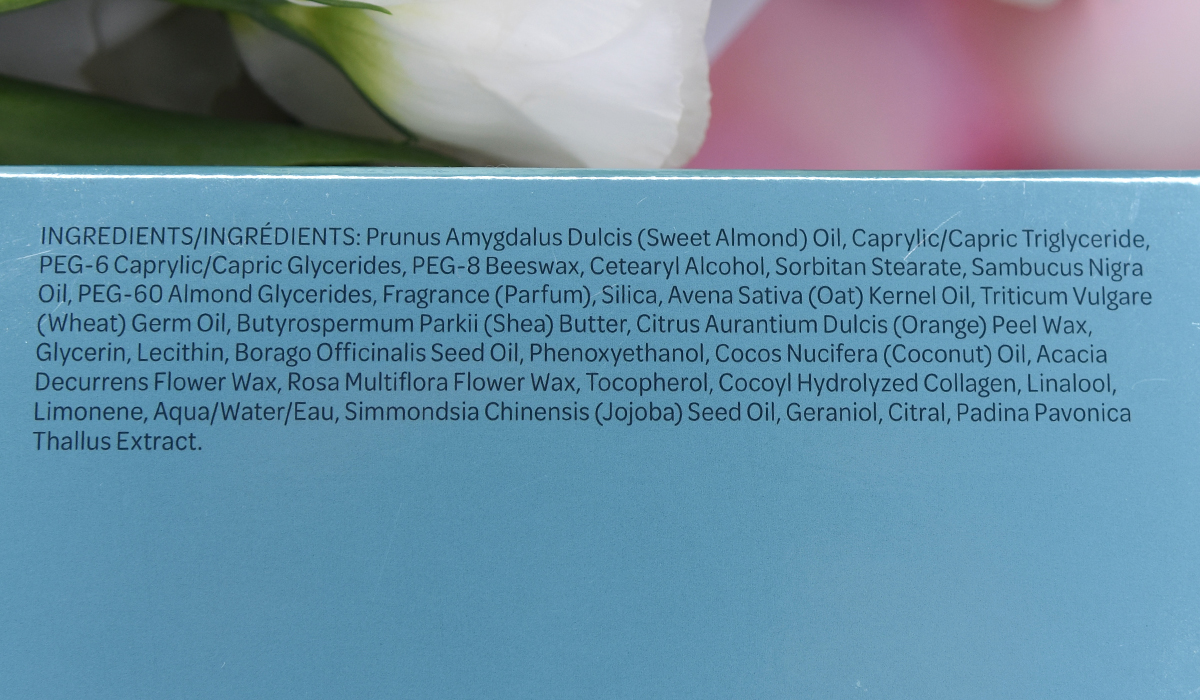 INGREDIENTS/INGRÉDIENTS: Prunus Amygdalus Dulcis (Sweet Almond) Oil, Caprylic/Capric Triglyceride,
PEG-6 Caprylic/Capric Glycerides, PEG-8 Beeswax, Cetearyl Alcohol, Sorbitan Stearate, Sambucus Nigra
Oil, PEG-60 Almond Glycerides, Fragrance (Parfum), Silica, Avena Sativa (Oat) Kernel Oil, Triticum Vulgare
(Wheat) Germ Oil, Butyrospermum Parkii (Shea) Butter, Citrus Aurantium Dulcis (Orange) Peel Wax,
Glycerin, Lecithin, Borago Officinalis Seed Oil, Phenoxyethanol, Cocos Nucifera (Coconut) Oil, Acacia
Decurrens Flower Wax, Rosa Multiflora Flower Wax, Tocopherol, Cocoyl Hydrolyzed Collagen, Linalool,
Limonene, Aqua/Water/Eau, Simmondsia Chinensis (Jojoba) Seed Oil, Geraniol, Citral, Padina Pavonica
Thallus Extract.